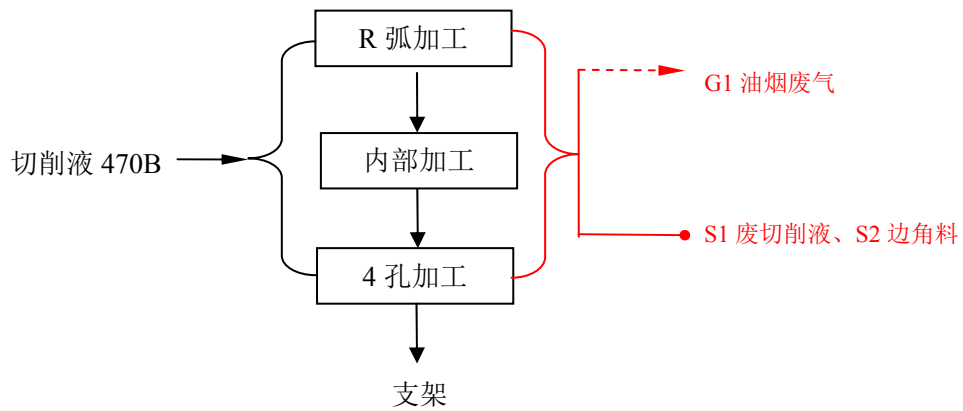 R 弧加工
G1 油烟废气
切削液 470B
内部加工
S1 废切削液、S2 边角料
4 孔加工
支架